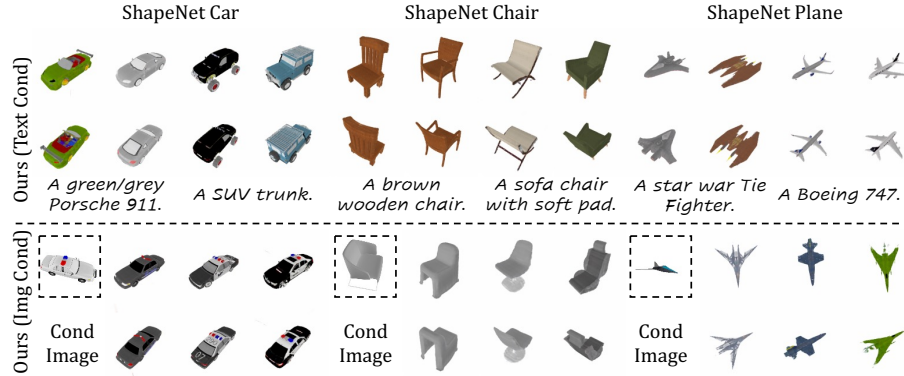 ShapeNet Car
ShapeNet Chair
ShapeNet Plane
Ours (Text Cond)
A green/grey
Porsche 911.
A SUV trunk.
A brown
wooden chair.
A sofa chair
with soft pad.
A star war Tie
Fighter.
A Boeing 747.
Ours (Img Cond)
Cond
Image
Cond
Image
Cond
Image